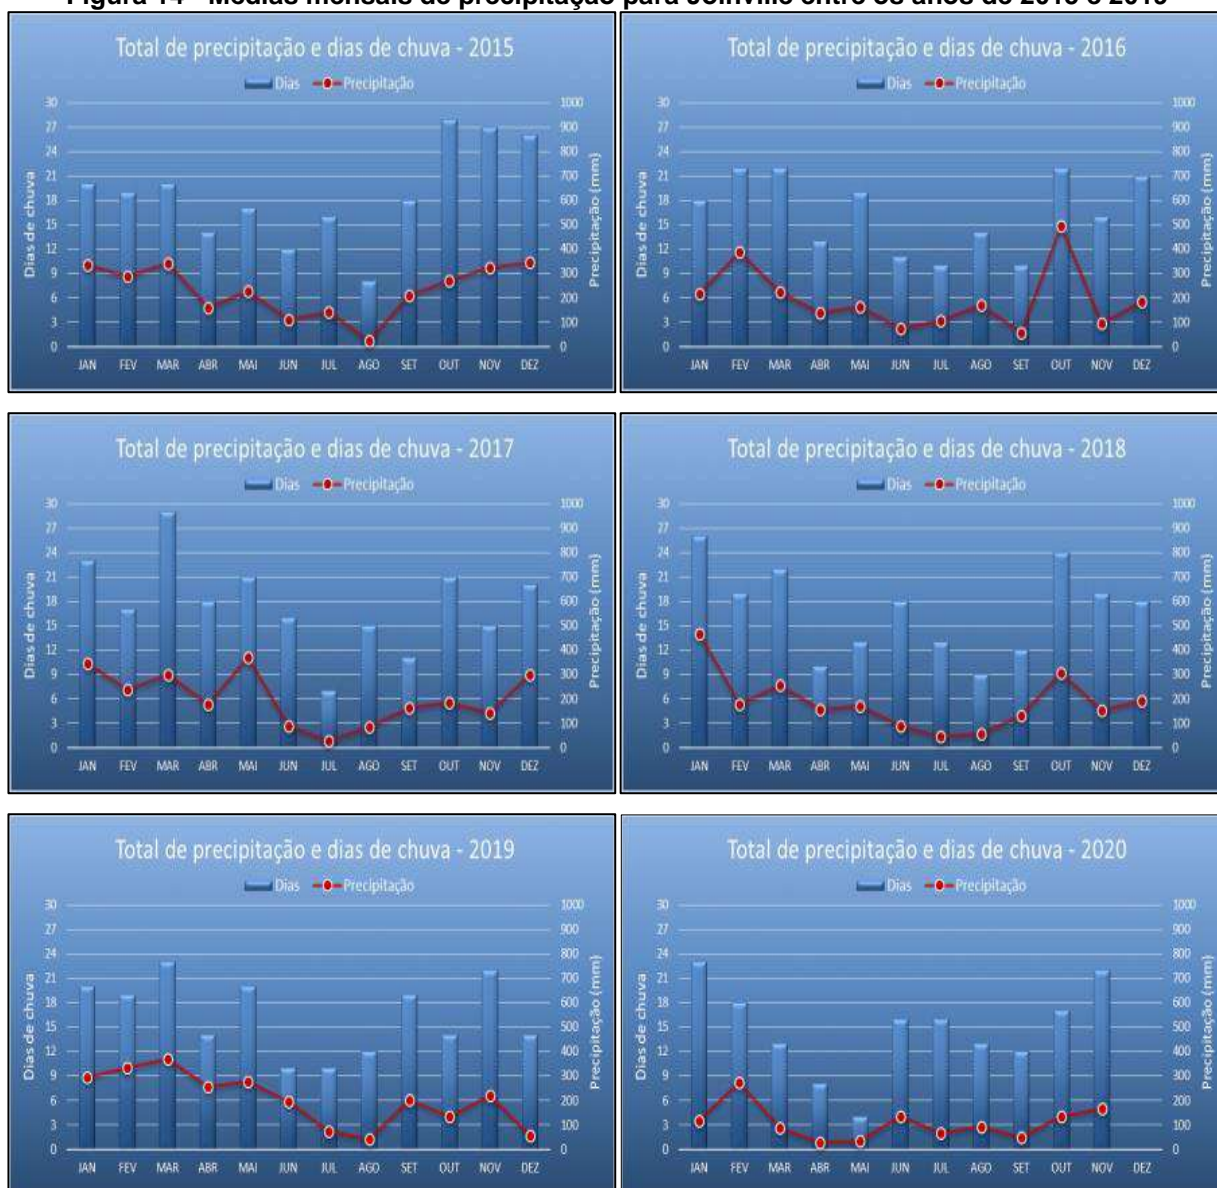 Figura 14 - Médias mensais de precipitação para Joinville entre os anos de
Total de precipitação e dias de chuva - 2015
Dias Precipitação
Dias de chuva
30 27 24 21 18 15 12 9 6 3 0
JAN FEV MAR ABR MAI JUN JUL AGO SET OUT NOV DEZ
1000 900 800 700 600 500 400 300 200 100 0
Precipitação (mm)
Total de precipitação e dias de chuva - 2016
Dias Precipitação
Dias de chuva
30 27 24 21 18 15 12 9 6 3 0
JAN FEV MAR ABR MAI JUN JUL AGO SET OUT NOV DEZ
1000 900 800 700 600 500 400 300 200 100 0
Precipitação (mm)
Total de precipitação e dias de chuva - 2017
Dias Precipitação
Dias de chuva
30 27 24 21 18 15 12 9 6 3 0
JAN FEV MAR ABR MAI JUN JUL AGO SET OUT NOV DEZ
1000 900 800 700 600 500 400 300 200 100 0
Precipitação (mm)
Total de precipitação e dias de chuva - 2018
Dias Precipitação
Dias de chuva
30 27 24 21 18 15 12 9 6 3 0
JAN FEV MAR ABR MAI JUN JUL AGO SET OUT NOV DEZ
1000 900 800 700 600 500 400 300 200 100 0
Precipitação (mm)
Total de precipitação e dias de chuva - 2019
Dias Precipitação
Dias de chuva
30 27 24 21 18 15 12 9 6 3 0
JAN FEV MAR ABR MAI JUN JUL AGO SET OUT NOV DEZ
1000 900 800 700 600 500 400 300 200 100 0
Precipitação (mm)
Total de precipitação e dias de chuva - 2020
Dias Precipitação
Dias de chuva
30 27 24 21 18 15 12 9 6 3 0
JAN FEV MAR ABR MAI JUN JUL AGO SET OUT NOV DEZ
1000 900 800 700 600 500 400 300 200 100 0
Precipitação (mm)